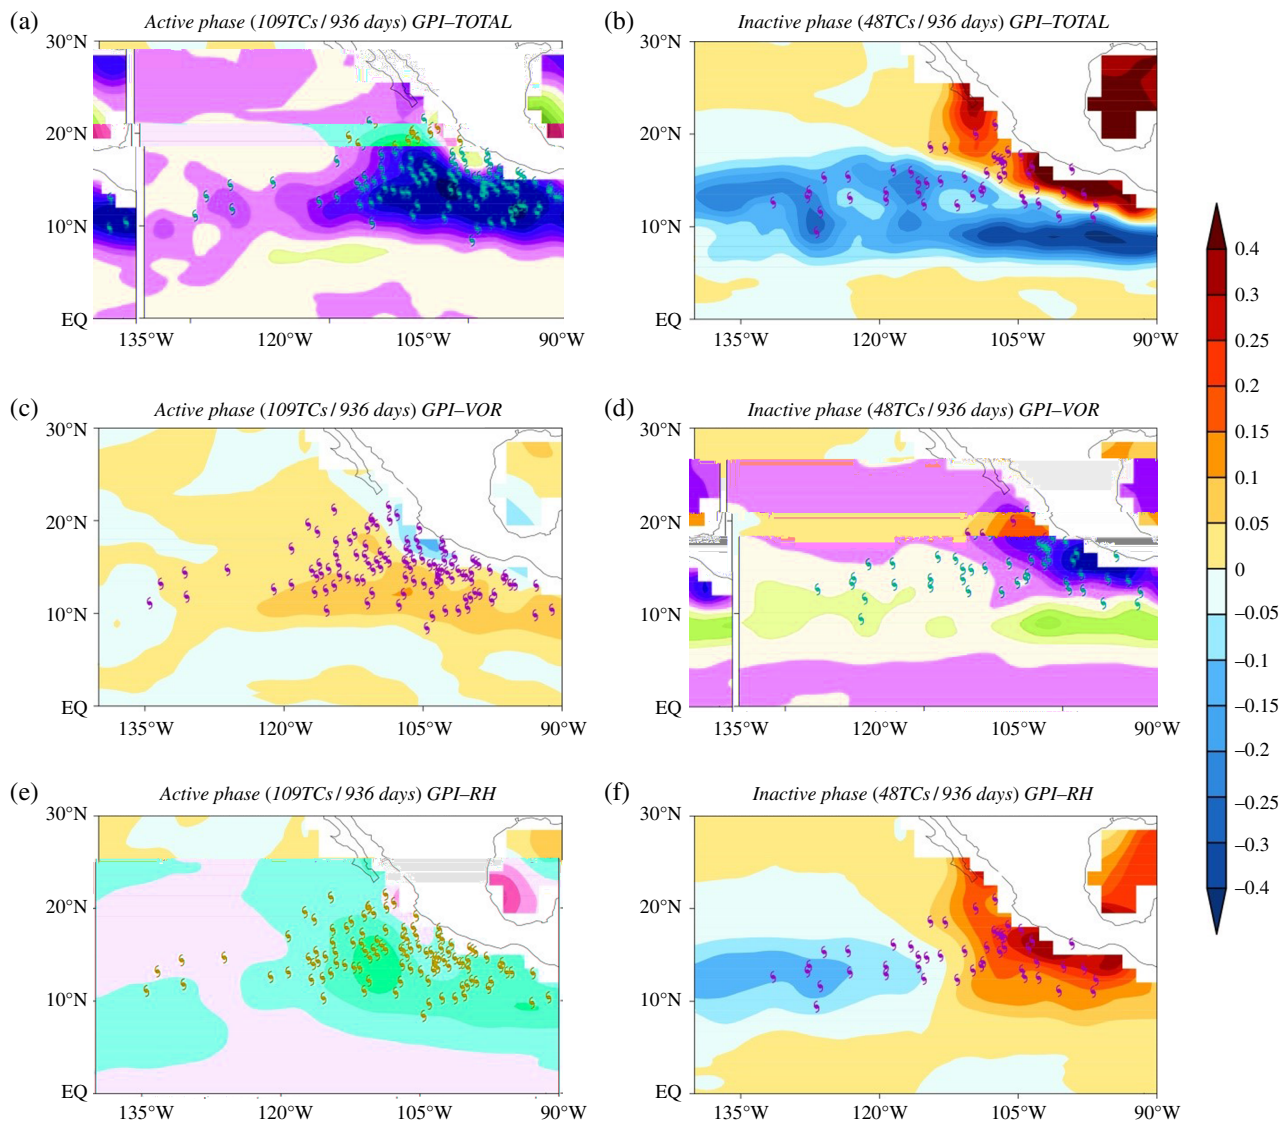 (a) Active phase (109TCs / 936 days) GPI–TOTAL
30°N
20°N
10°N
EQ
135°W 120°W 105°W 90°W
(b) Inactive phase (48TCs / 936 days) GPI–TOTAL
30°N
20°N
10°N
EQ
135°W 120°W 105°W 90°W
(c) Active phase (109TCs / 936 days) GPI–VOR
30°N
20°N
10°N
EQ
135°W 120°W 105°W 90°W
(d) Inactive phase (48TCs / 936 days) GPI–VOR
30°N
20°N
10°N
EQ
135°W 120°W 105°W 90°W
(e) Active phase (109TCs / 936 days) GPI–RH
30°N
20°N
10°N
EQ
135°W 120°W 105°W 90°W
(f) Inactive phase (48TCs / 936 days) GPI–RH
30°N
20°N
10°N
EQ
135°W 120°W 105°W 90°W
0.4
0.3
0.25
0.2
0.15
0.1
0.05
0
–0.05
–0.1
–0.15
–0.2
–0.25
–0.3
–0.4